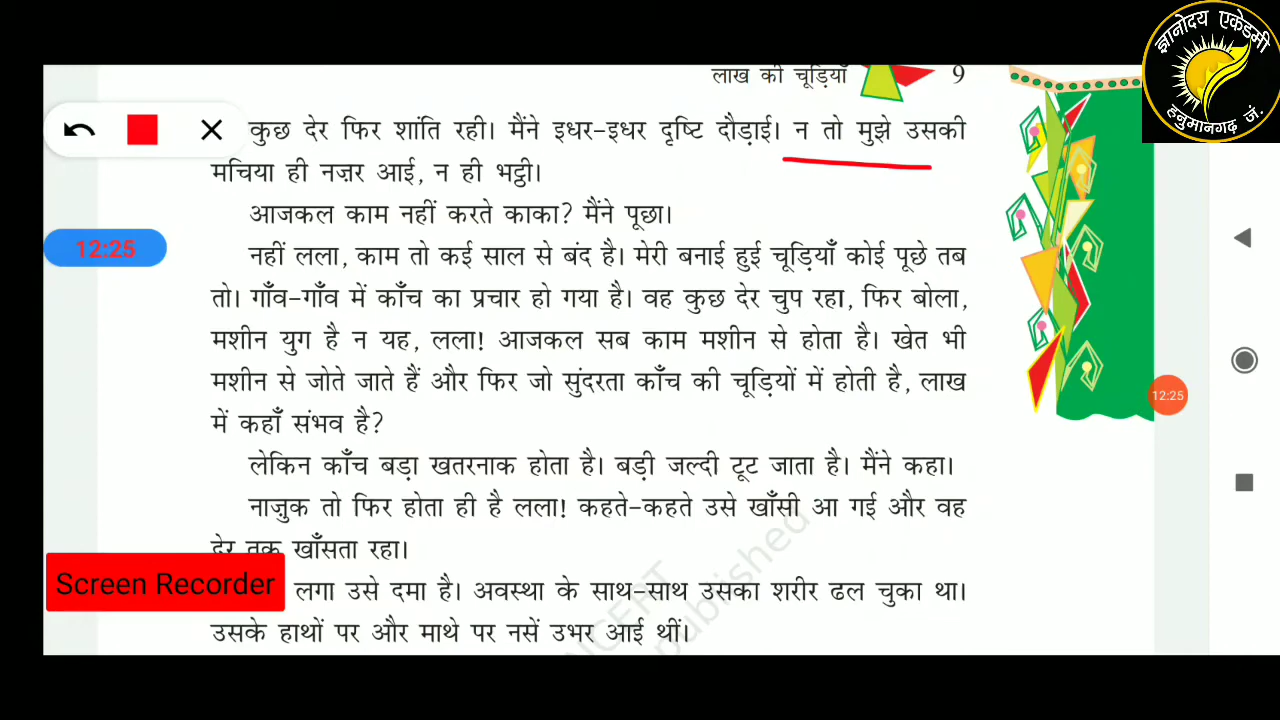 ज्ञानोदय एकेडमी
हनुमानगढ़ जं.
लाख की चूड़ियाँ 9
कुछ देर फिर शांति रही। मैंने इधर-इधर दृष्टि दौड़ाई। न तो मुझे उसकी
मचिया ही नज़र आई, न ही भट्ठी।
आजकल काम नहीं करते काका? मैंने पूछा।
12:25
नहीं लला, काम तो कई साल से बंद है। मेरी बनाई हुई चूड़ियाँ कोई पूछे तब
तो। गाँव-गाँव में काँच का प्रचार हो गया है। वह कुछ देर चुप रहा, फिर बोला,
मशीन युग है न यह, लला! आजकल सब काम मशीन से होता है। खेत भी
मशीन से जोते जाते हैं और फिर जो सुंदरता काँच की चूड़ियों में होती है, लाख
12:25
में कहाँ संभव है?
लेकिन काँच बड़ा खतरनाक होता है। बड़ी जल्दी टूट जाता है। मैंने कहा।
नाज़ुक तो फिर होता ही है लला! कहते-कहते उसे खाँसी आ गई और वह
देर तक खाँसता रहा।
Screen Recorder
लगा उसे दमा है। अवस्था के साथ-साथ उसका शरीर ढल चुका था।
उसके हाथों पर और माथे पर नसें उभर आई थीं।
NCERT
published